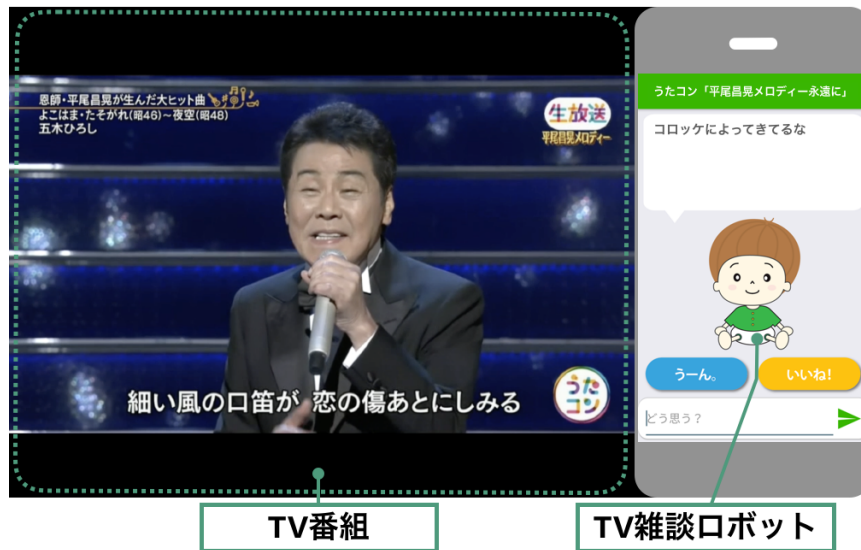 恩師・平尾昌晃が生んだ大ヒット曲
よこはま・たそがれ(昭46)～夜空(昭48)
五木ひろし
生放送
平尾昌晃メロディー
細い風の口笛が 恋の傷あとにしみる
うた
コン
うたコン「平尾昌晃メロディー永遠に」
コロッケによってきてるな
うーん。
いいね!
どう思う？
TV番組
TV雑談ロボット